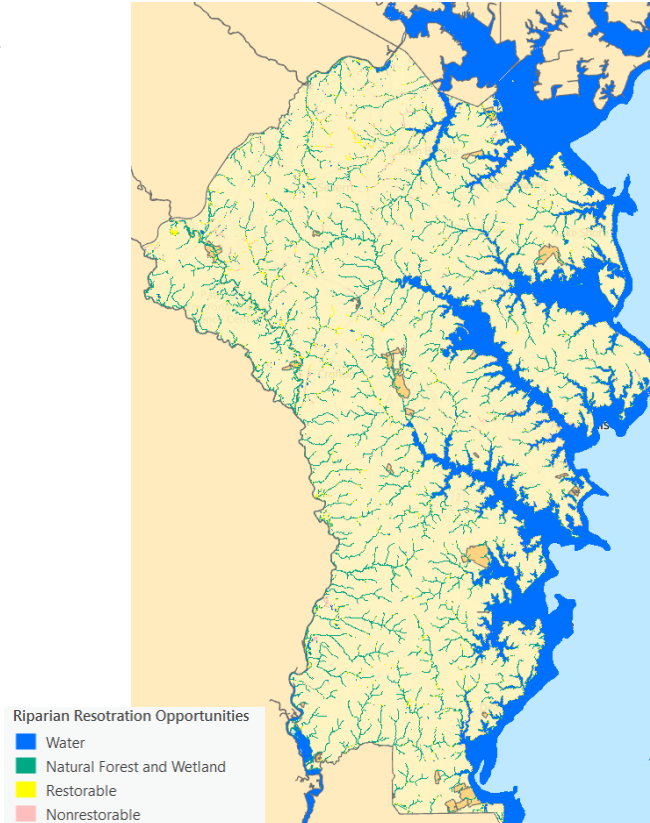 Riparian Resotration Opportunities
Water
Natural Forest and Wetland
Restorable
Nonrestorable